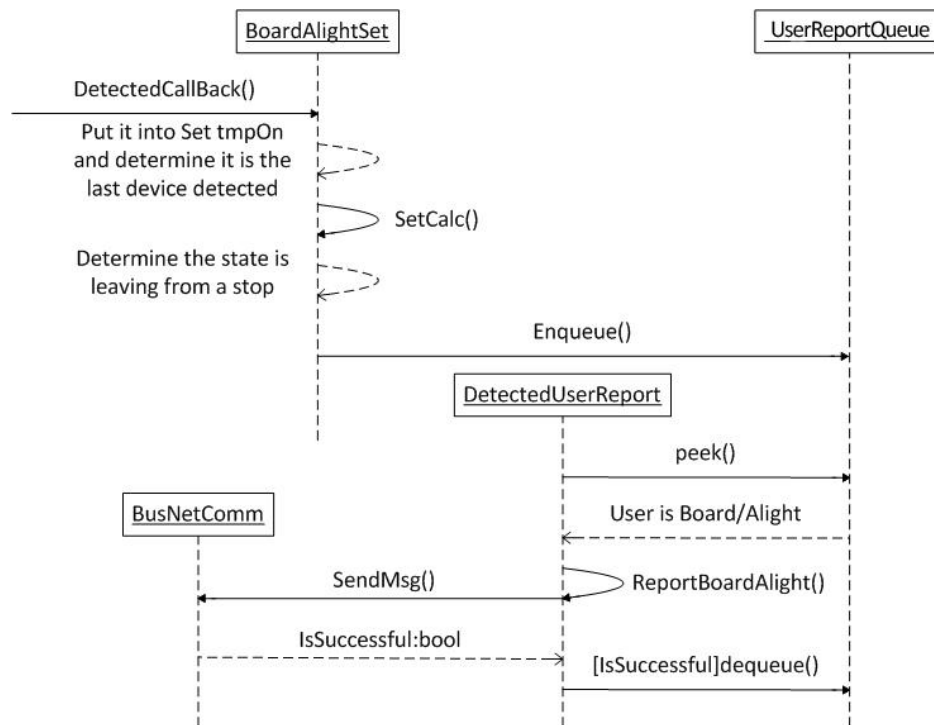 BoardAlightSet
UserReportQueue
DetectedCallBack()
Put it into Set tmpOn
and determine it is the
last device detected
SetCalc()
Determine the state is
leaving from a stop
Enqueue()
DetectedUserReport
peek()
BusNetComm
User is Board/Alight
SendMsg()
ReportBoardAlight()
IsSuccessful:bool
[IsSuccessful]dequeue()